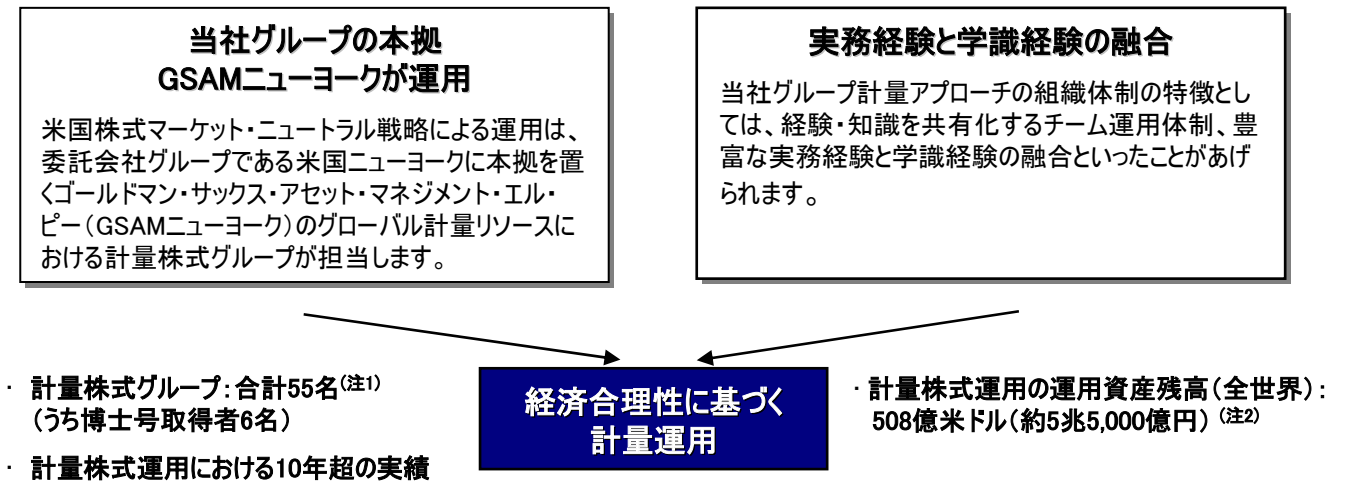 当社グループの本拠
GSAMニューヨークが運用
米国株式マーケット・ニュートラル戦略による運用は、
委託会社グループである米国ニューヨークに本拠を置
くゴールドマン・サックス・アセット・マネジメント・エル・
ピー（GSAMニューヨーク）のグローバル計量リソースに
おける計量株式グループが担当します。
実務経験と学識経験の融合
当社グループ計量アプローチの組織体制の特徴とし
ては、経験・知識を共有化するチーム運用体制、豊
富な実務経験と学識経験の融合といったことがあげ
られます。
・ 計量株式グループ：合計55名（注1）
（うち博士号取得者6名）
・ 計量株式運用における10年超の実績
経済合理性に基づく
計量運用
・計量株式運用の運用資産残高（全世界）：
508億米ドル（約5兆5,000億円）（注2）